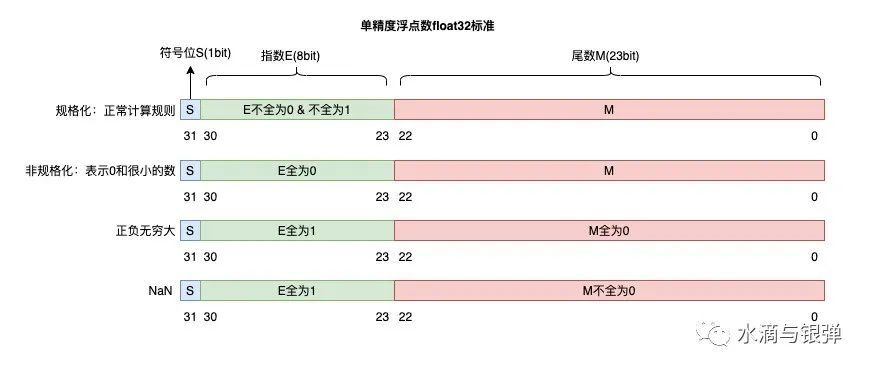 单精度浮点数float32标准
符号位S(1bit) 指数E(8bit) 尾数M(23bit)
规格化：正常计算规则 S E不全为0 & 不全为1 M
31 30 23 22 0
非规格化：表示0和很小的数 S E全为0 M
31 30 23 22 0
正负无穷大 S E全为1 M全为0
31 30 23 22 0
NaN S E全为1 M不全为0
31 30 23 22 0
水滴与银弹